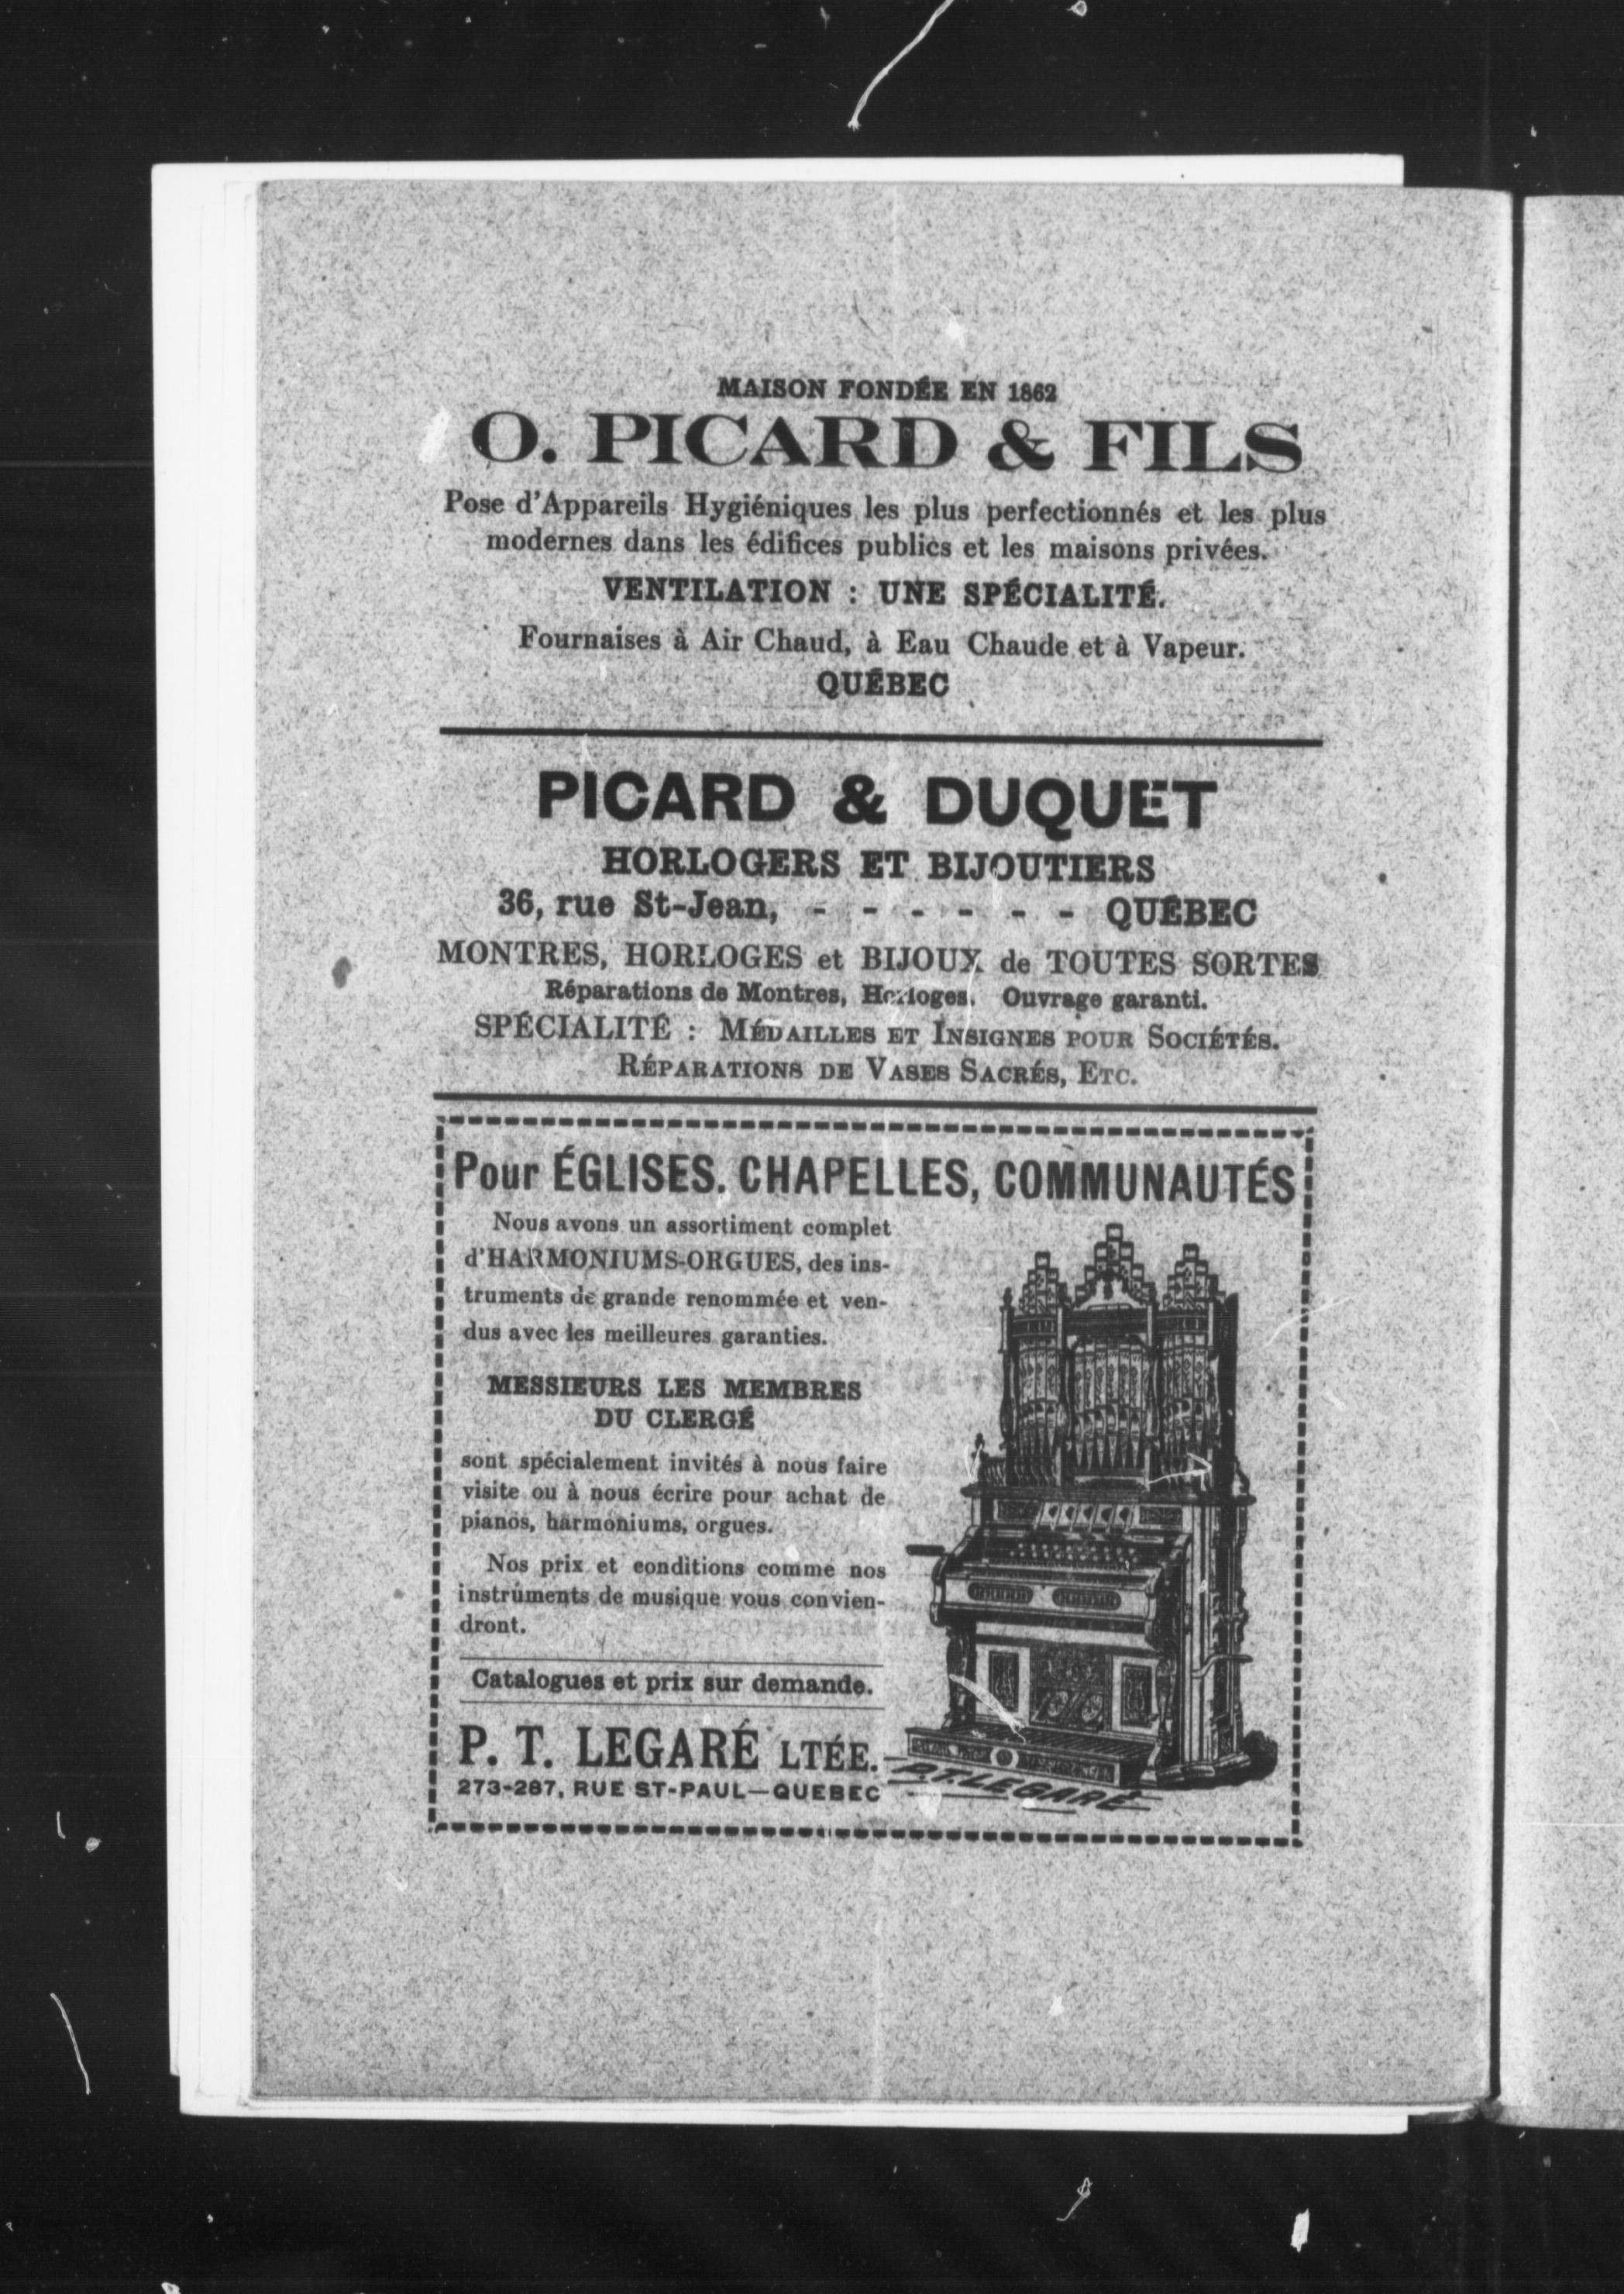 MAISON FONDÉE EN 1862
O. PICARD & FILS
Pose d'Appareils Hygiéniques les plus perfectionnés et les plus
modernes dans les édifices publics et les maisons privées.
VENTILATION : UNE SPÉCIALITÉ.
Fournaises à Air Chaud, à Eau Chaude et à Vapeur.
QUÉBEC
PICARD & DUQUET
HORLOGERS ET BIJOUTIERS
36, rue St-Jean, - - - - - - QUÉBEC
MONTRES, HORLOGES et BIJOUX de TOUTES SORTES
Réparations de Montres, Horloges. Ouvrage garanti.
SPÉCIALITÉ : MÉDAILLES ET INSIGNES POUR SOCIÉTÉS.
RÉPARATIONS DE VASES SACRÉS, ETC.
Pour ÉGLISES. CHAPELLES, COMMUNAUTÉS
Nous avons un assortiment complet
d'HARMONIUMS-ORGUES, des ins-
truments de grande renommée et ven-
dus avec les meilleures garanties.
MESSIEURS LES MEMBRES
DU CLERGÉ
sont spécialement invités à nous faire
visite ou à nous écrire pour achat de
pianos, harmoniums, orgues.
Nos prix et conditions comme nos
instruments de musique vous convien-
dront.
Catalogues et prix sur demande.
P. T. LEGARÉ LTÉE.
273-287, RUE ST-PAUL—QUEBEC
P.T. LEGARÉ